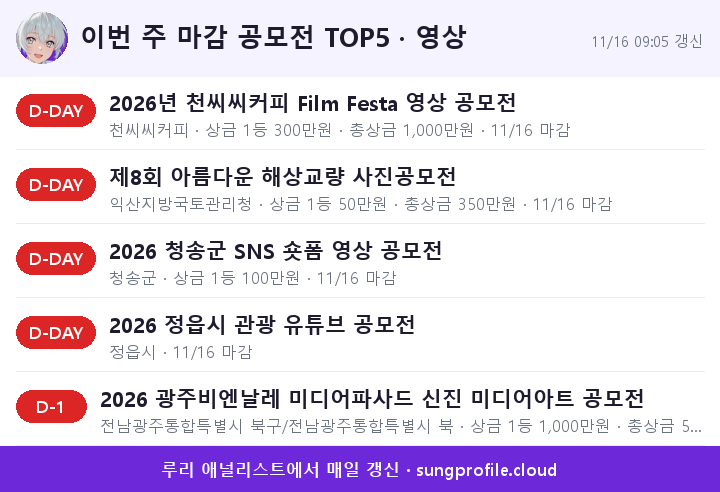 이번 주 마감 공모전 TOP5 · 영상
11/16 09:05 갱신
D-DAY
2026년 천씨씨커피 Film Festa 영상 공모전
천씨씨커피 · 상금 1등 300만원 · 총상금 1,000만원 · 11/16 마감
D-DAY
제8회 아름다운 해상교량 사진공모전
익산지방국토관리청 · 상금 1등 50만원 · 총상금 350만원 · 11/16 마감
D-DAY
2026 청송군 SNS 숏폼 영상 공모전
청송군 · 상금 1등 100만원 · 11/16 마감
D-DAY
2026 정읍시 관광 유튜브 공모전
정읍시 · 11/16 마감
D-1
2026 광주비엔날레 미디어파사드 신진 미디어아트 공모전
전남광주통합특별시 북구/전남광주통합특별시 북 · 상금 1등 1,000만원 · 총상금 5...
루리 애널리스트에서 매일 갱신 · sungprofile.cloud